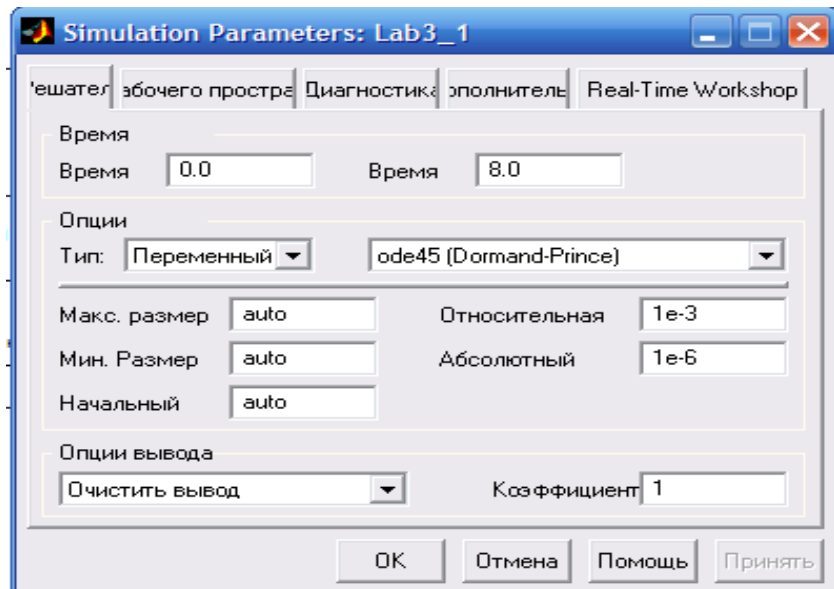 Simulation Parameters: Lab3_1
ешател абочего простра Диагностика ополнитель Real-Time Workshop
Время
Время 0.0 Время 8.0
Опции
Тип: Переменный ode45 (Dormand-Prince)
Макс. размер auto Относительная 1e-3
Мин. Размер auto Абсолютный 1e-6
Начальный auto
Опции вывода
Очистить вывод Коэффициент 1
OK Отмена Помощь Принять